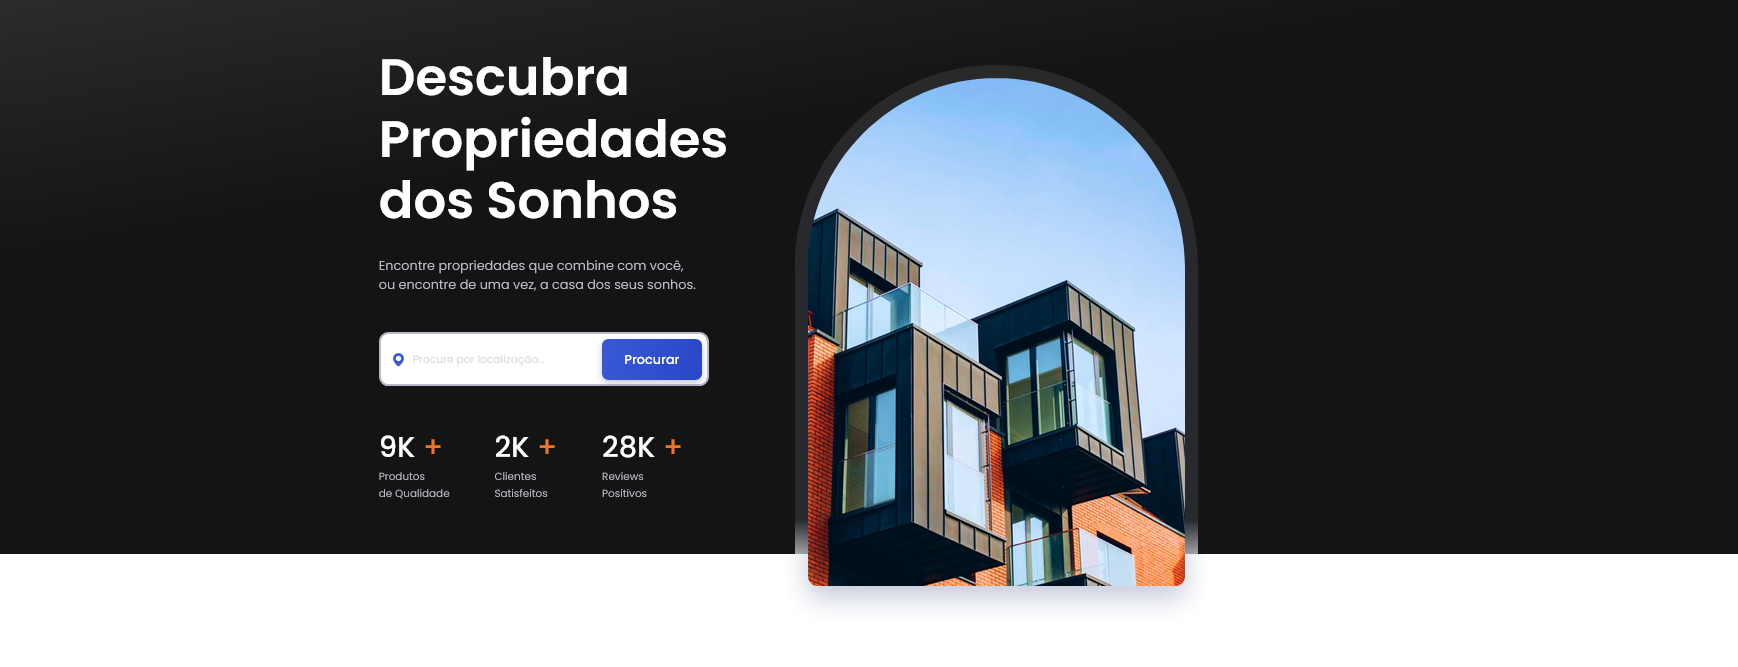 Descubra
Propriedades
dos Sonhos
Encontre propriedades que combine com você,
ou encontre de uma vez, a casa dos seus sonhos.
Procure por localização...
Procurar
9K +
Produtos
de Qualidade
2K +
Clientes
Satisfeitos
28K +
Reviews
Positivos